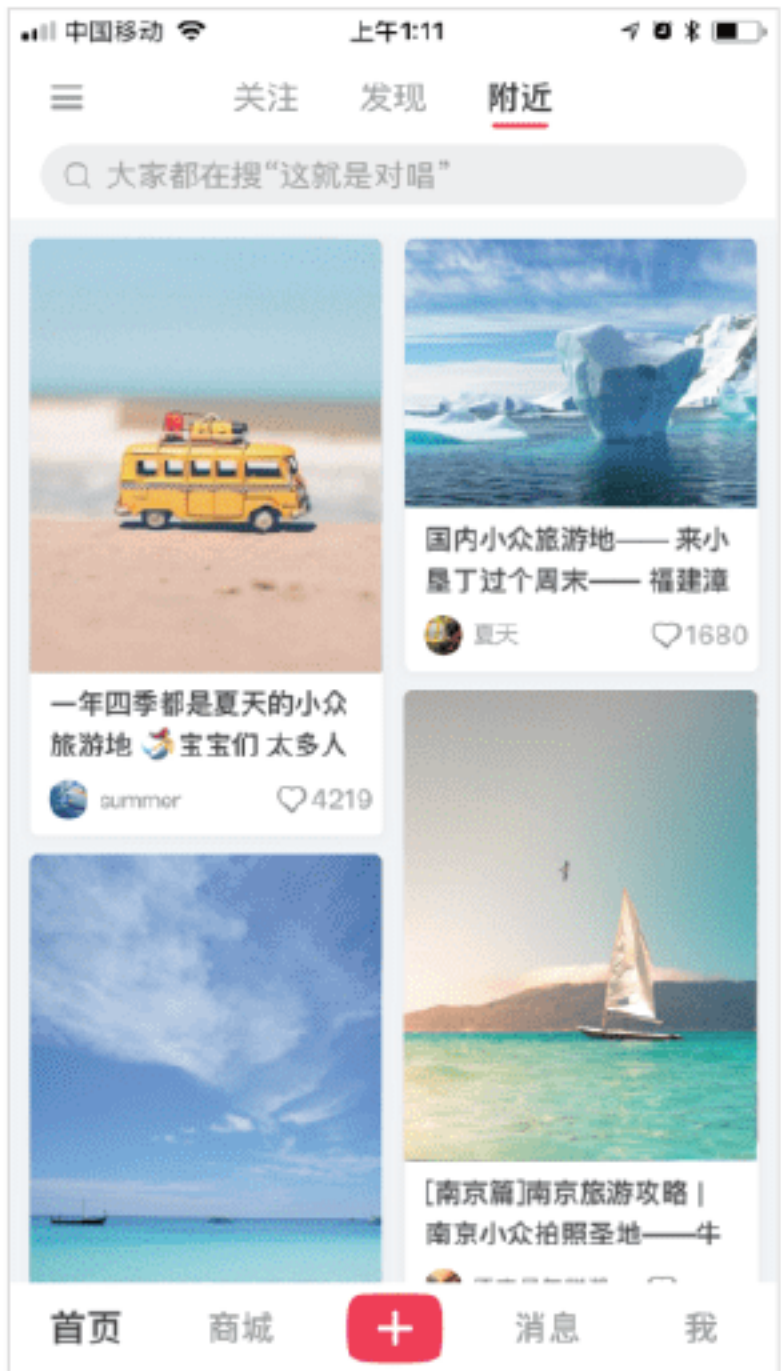 中国移动 上午1:11
关注 发现 附近
大家都在搜“这就是对唱”
一年四季都是夏天的小众
旅游地 🏄 宝宝们 太多人
summer 4219
国内小众旅游地—— 来小
垦丁过个周末—— 福建漳
夏天 1680
[南京篇]南京旅游攻略 |
南京小众拍照圣地——牛
首页 商城 + 消息 我